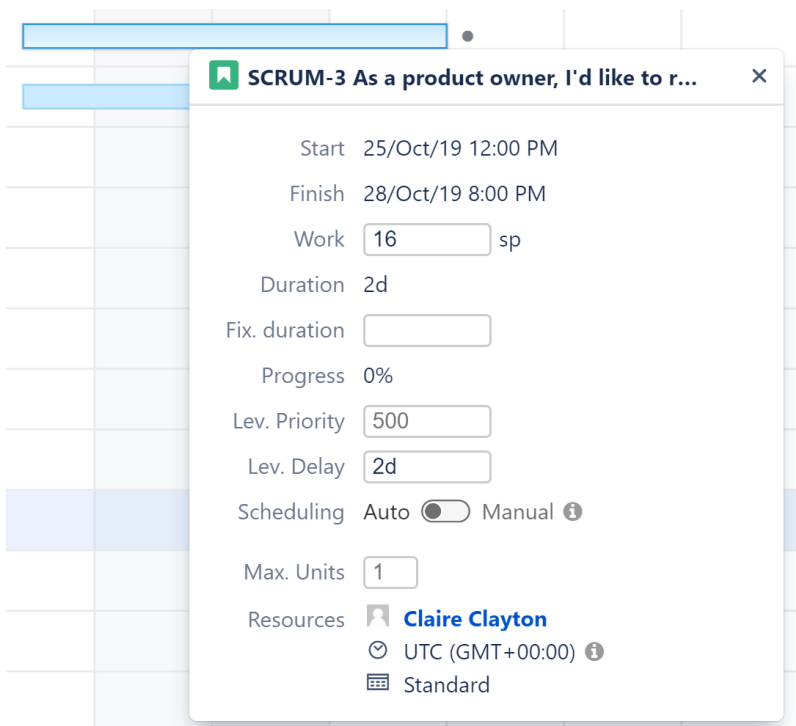 SCRUM-3 As a product owner, I'd like to r...
Start 25/Oct/19 12:00 PM
Finish 28/Oct/19 8:00 PM
Work 16 sp
Duration 2d
Fix. duration
Progress 0%
Lev. Priority 500
Lev. Delay 2d
Scheduling Auto Manual
Max. Units 1
Resources Claire Clayton
UTC (GMT+00:00)
Standard